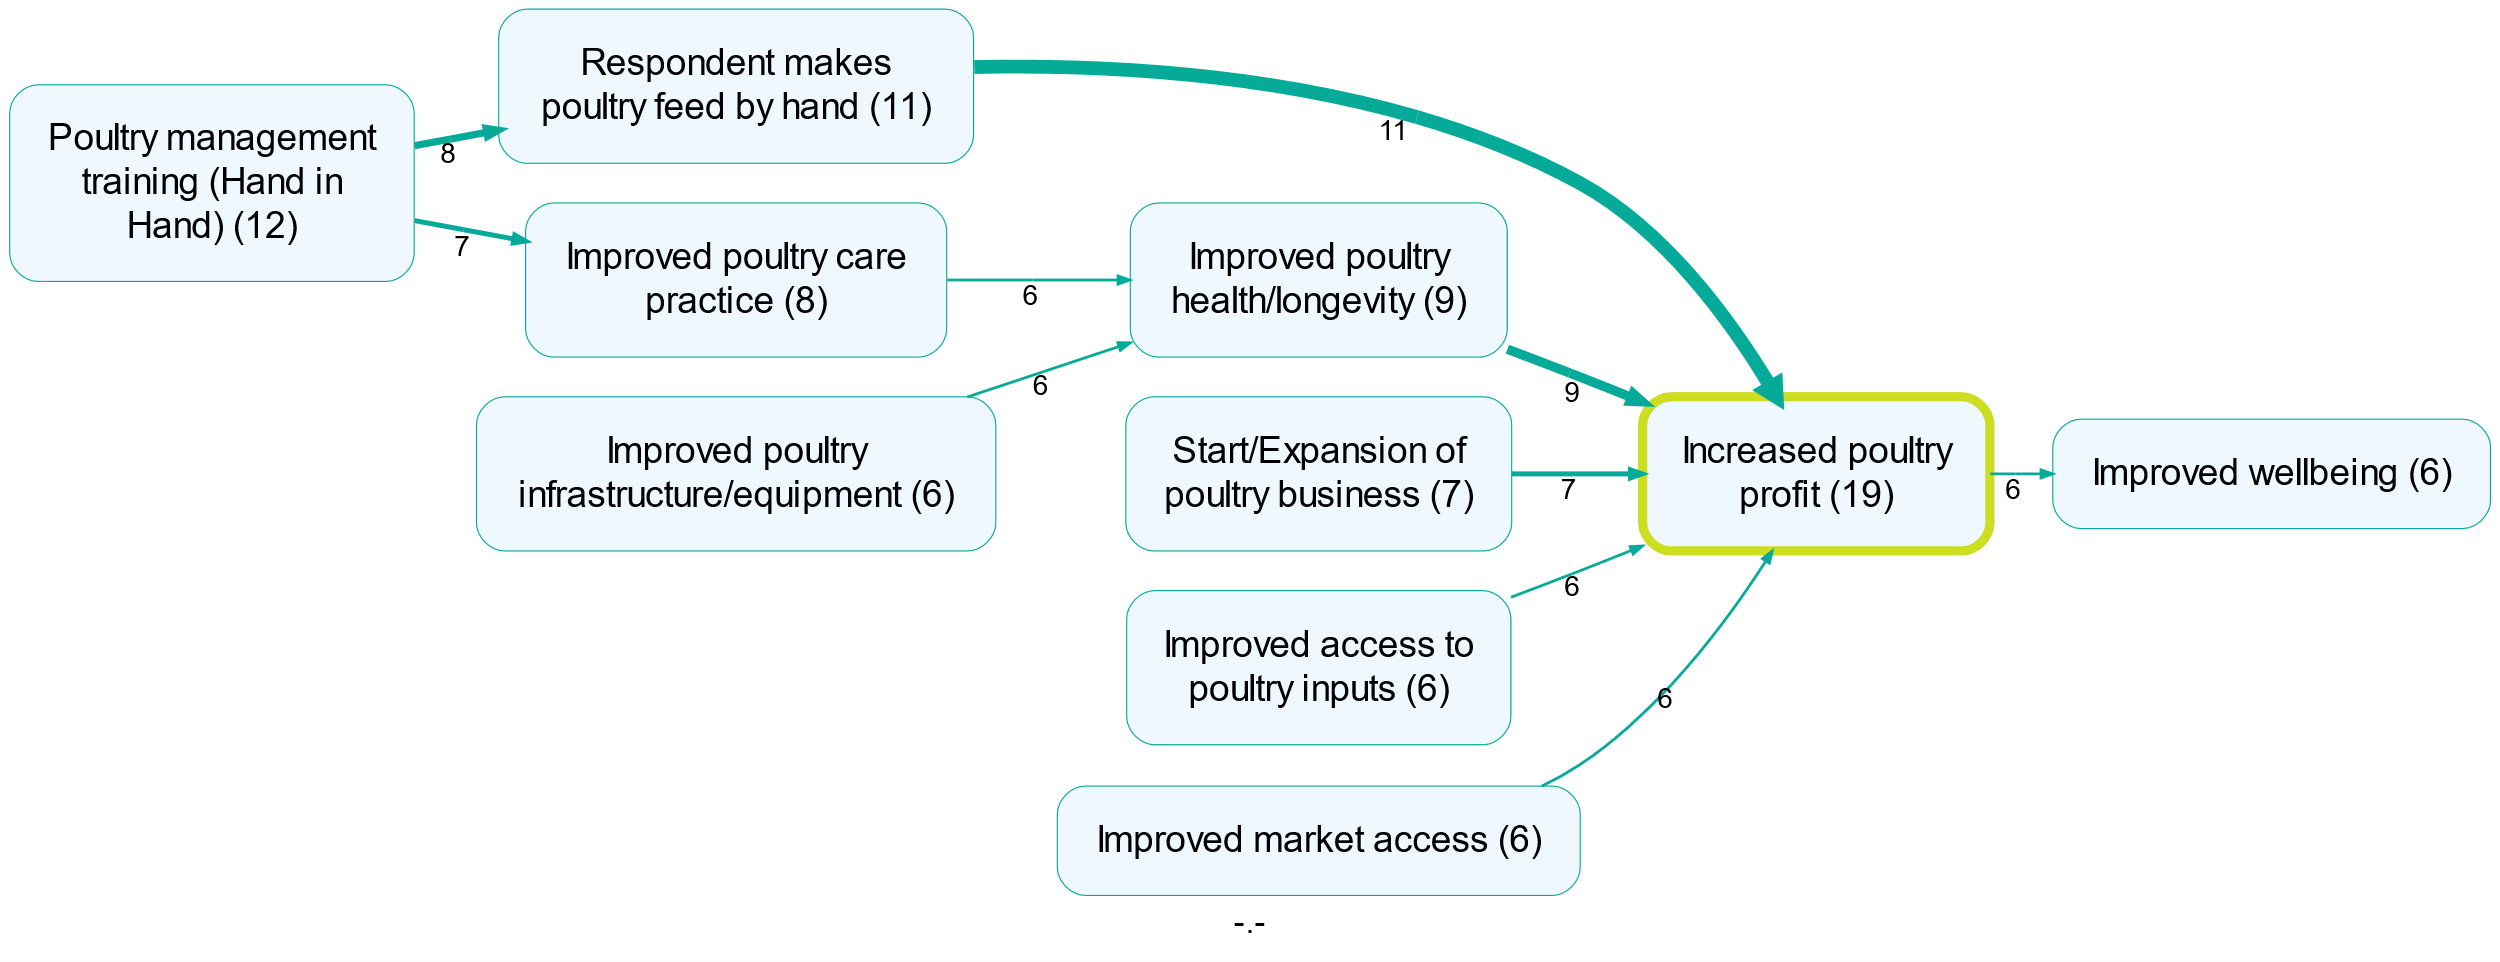 Respondent makes
poultry feed by hand (11)
Poultry management
training (Hand in
Hand) (12)
8
11
7
Improved poultry care
practice (8)
6
Improved poultry
health/longevity (9)
6
9
Improved poultry
infrastructure/equipment (6)
Start/Expansion of
poultry business (7)
7
Increased poultry
profit (19)
6
Improved wellbeing (6)
6
Improved access to
poultry inputs (6)
6
Improved market access (6)
-.-